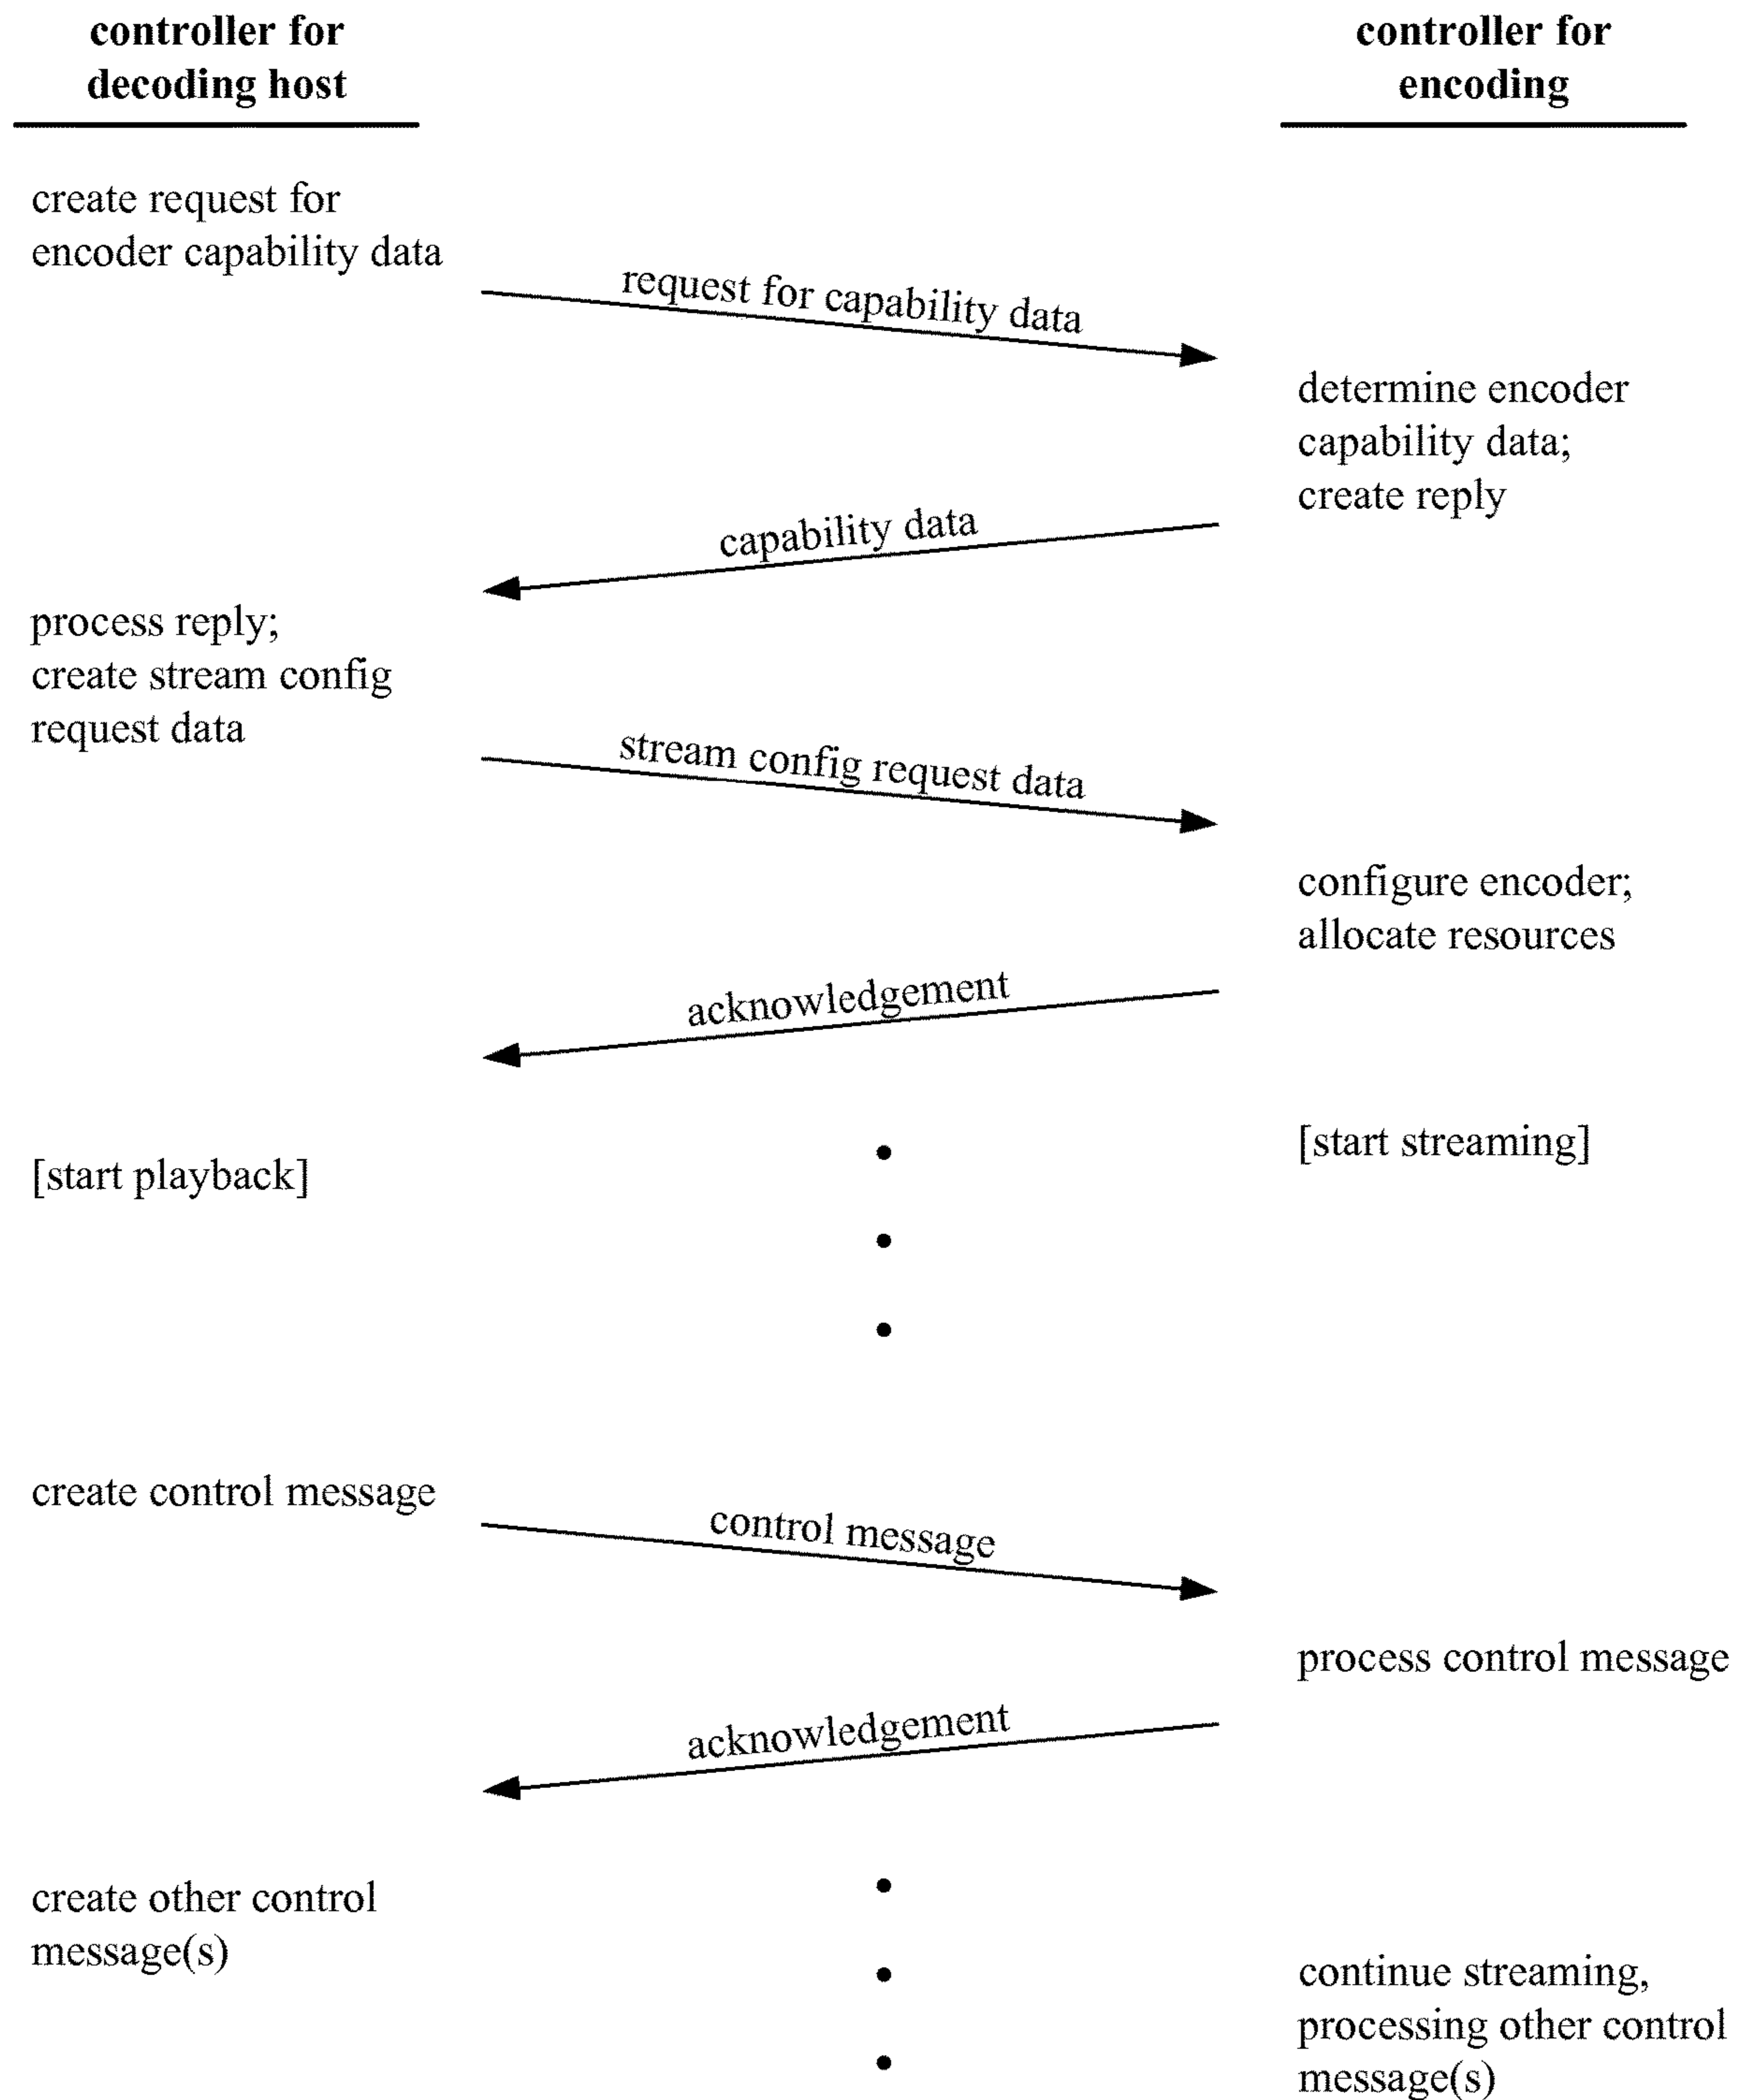 controller for
decoding host
controller for
encoding
create request for
encoder capability data
request for capability data
determine encoder
capability data;
create reply
capability data
process reply;
create stream config
request data
stream config request data
configure encoder;
allocate resources
acknowledgement
[start streaming]
[start playback]
create control message
control message
process control message
acknowledgement
create other control
message(s)
continue streaming,
processing other control
message(s)